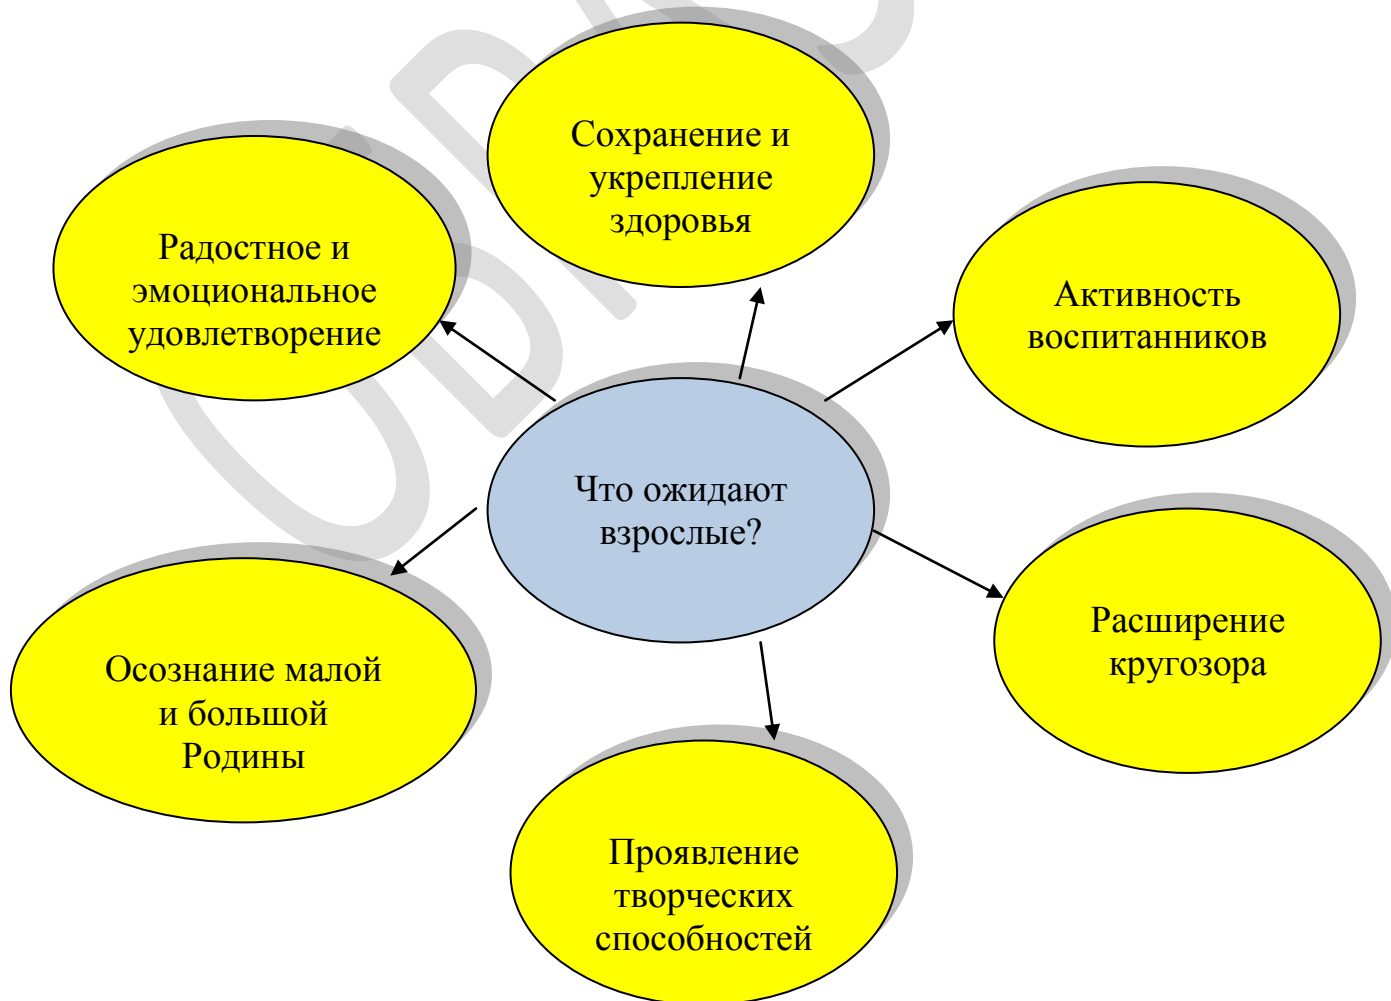 Сохранение и
укрепление
здоровья
Радостное и
эмоциональное
удовлетворение
Активность
воспитанников
Что ожидают
взрослые?
Расширение
кругозора
Осознание малой
и большой
Родины
Проявление
творческих
способностей